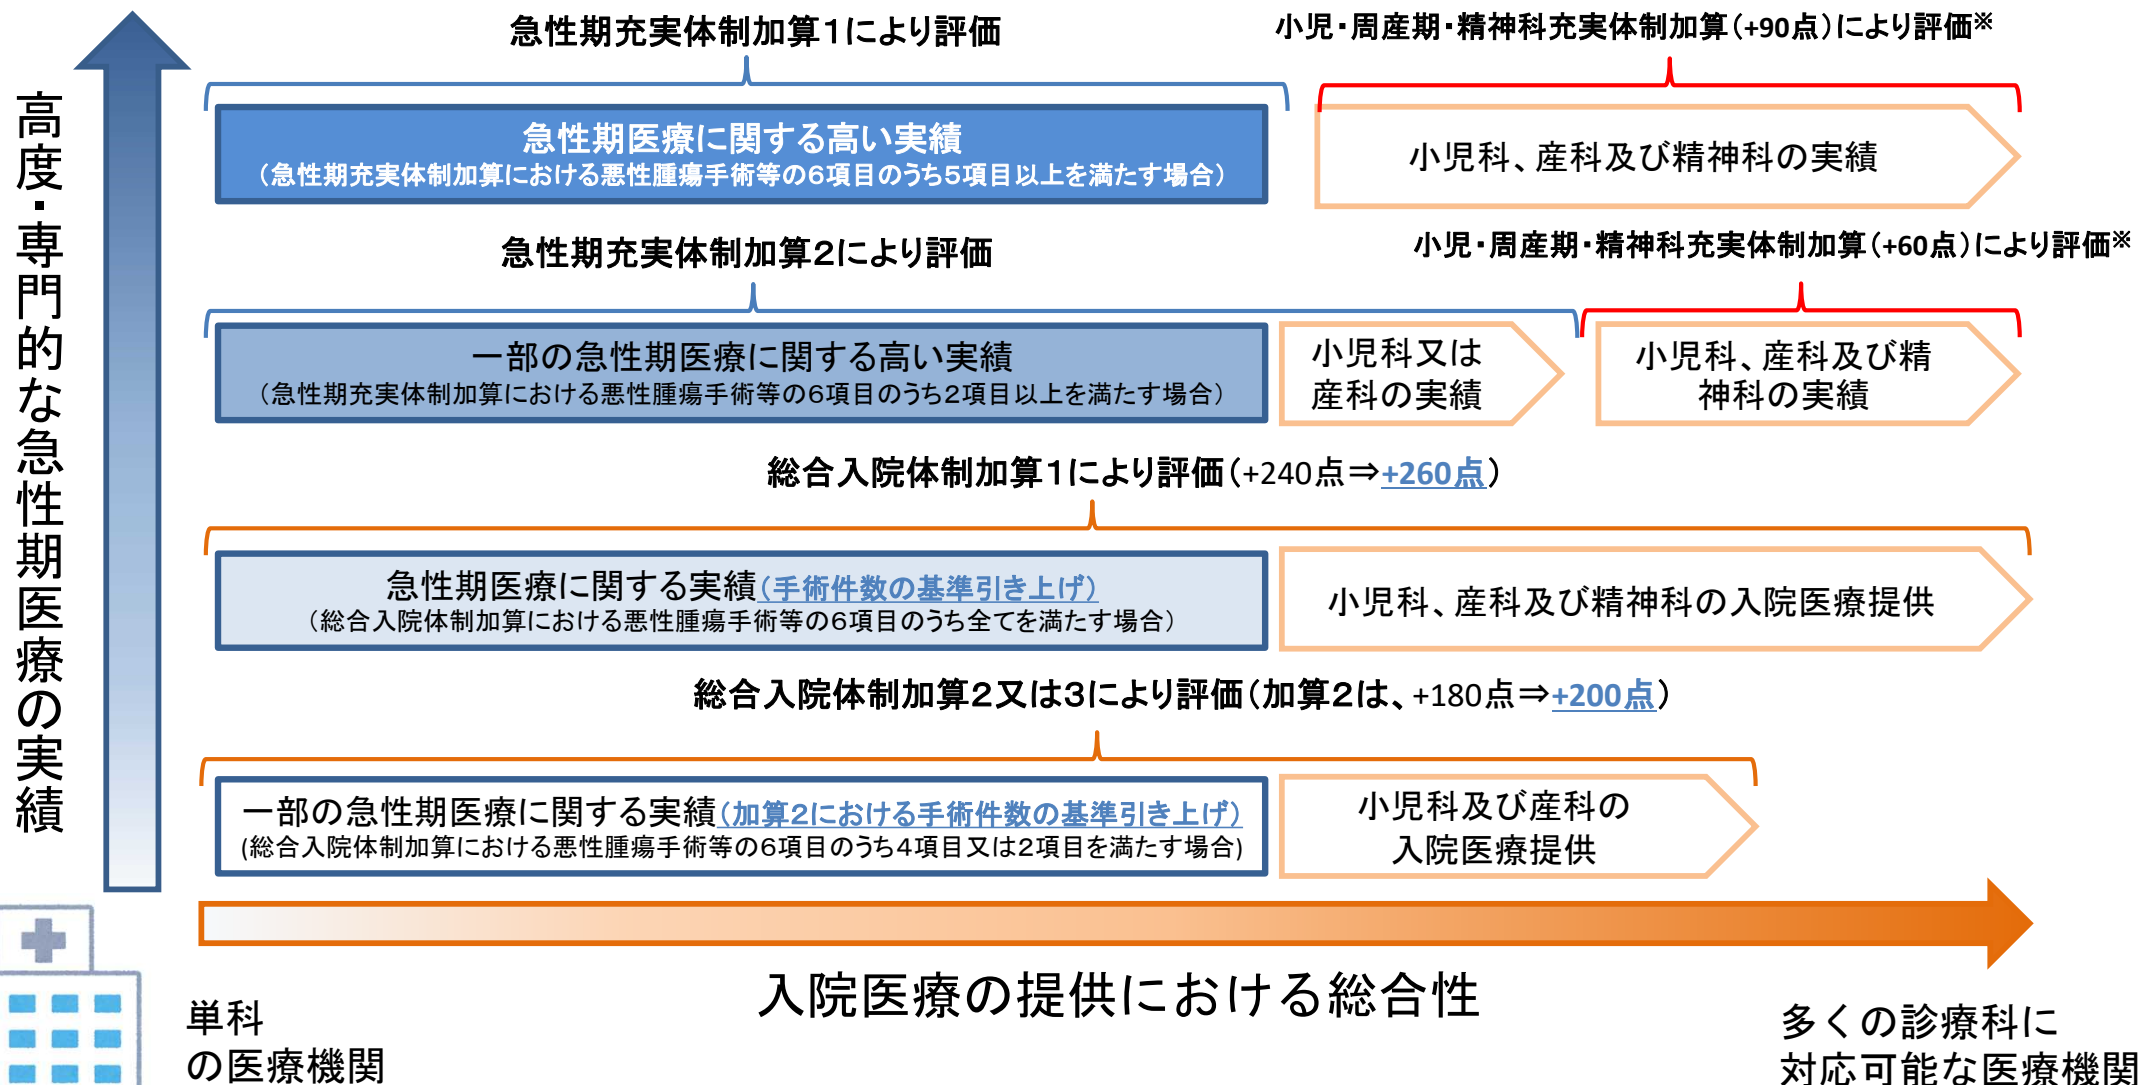 高度・専門的な急性期医療の実績
急性期充実体制加算１により評価
小児・周産期・精神科充実体制加算（+90点）により評価※
急性期医療に関する高い実績
（急性期充実体制加算における悪性腫瘍手術等の６項目のうち５項目以上を満たす場合）
小児科、産科及び精神科の実績
急性期充実体制加算２により評価
小児・周産期・精神科充実体制加算（+60点）により評価※
一部の急性期医療に関する高い実績
（急性期充実体制加算における悪性腫瘍手術等の６項目のうち２項目以上を満たす場合）
小児科又は
産科の実績
小児科、産科及び精
神科の実績
総合入院体制加算１により評価（+240点⇒+260点）
急性期医療に関する実績（手術件数の基準引き上げ）
（総合入院体制加算における悪性腫瘍手術等の６項目のうち全てを満たす場合）
小児科、産科及び精神科の入院医療提供
総合入院体制加算２又は３により評価（加算２は、+180点⇒+200点）
一部の急性期医療に関する実績（加算２における手術件数の基準引き上げ）
(総合入院体制加算における悪性腫瘍手術等の６項目のうち４項目又は２項目を満たす場合)
小児科及び産科の
入院医療提供
入院医療の提供における総合性
単科
の医療機関
多くの診療科に
対応可能な医療機関